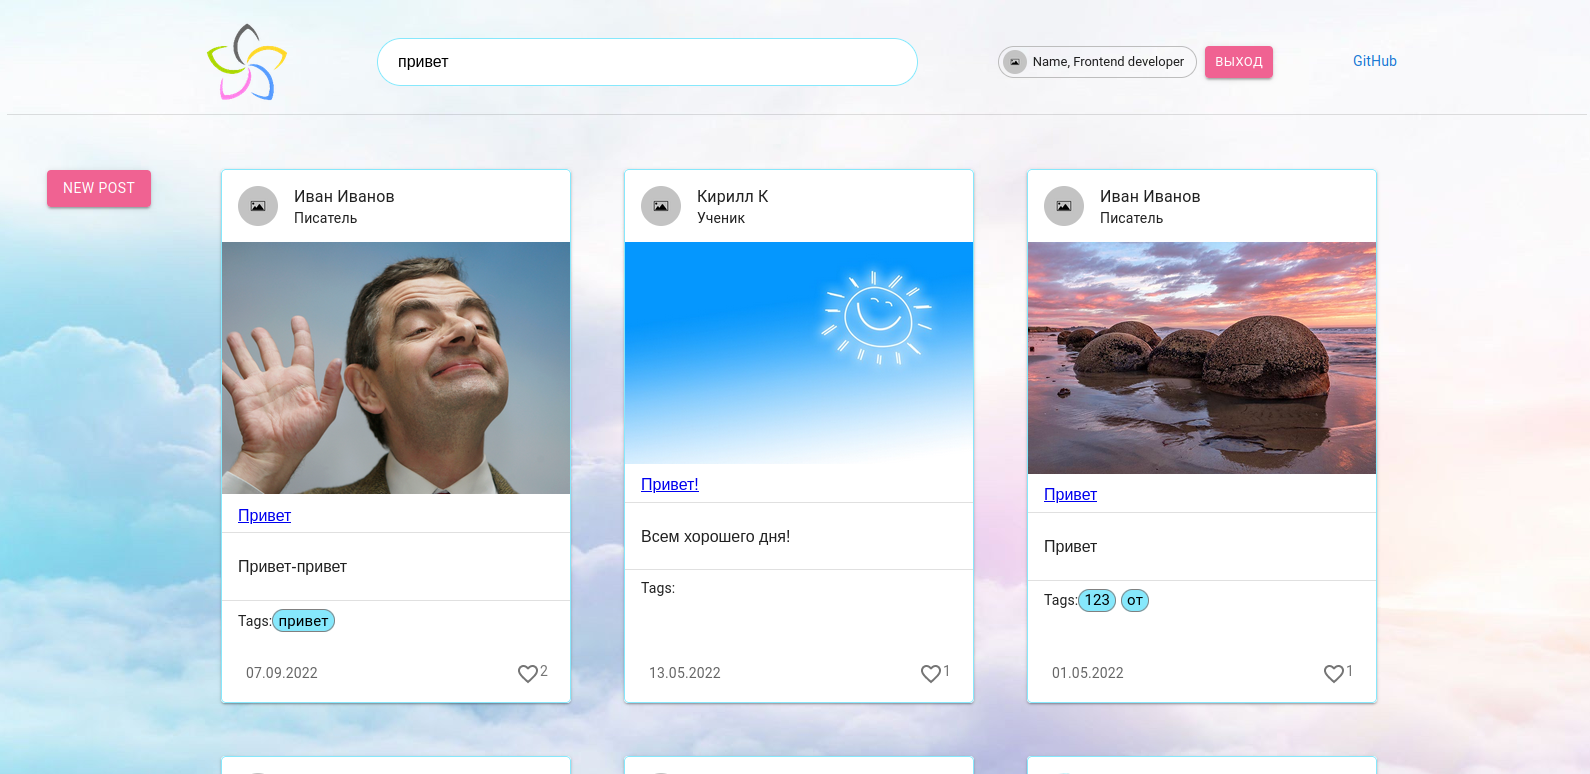 привет
Name, Frontend developer
ВЫХОД
GitHub
NEW POST
Иван Иванов
Писатель
Привет
Привет-привет
Tags: привет
07.09.2022
2
Кирилл К
Ученик
Привет!
Всем хорошего дня!
Tags:
13.05.2022
1
Иван Иванов
Писатель
Привет
Привет
Tags: 123 от
01.05.2022
1